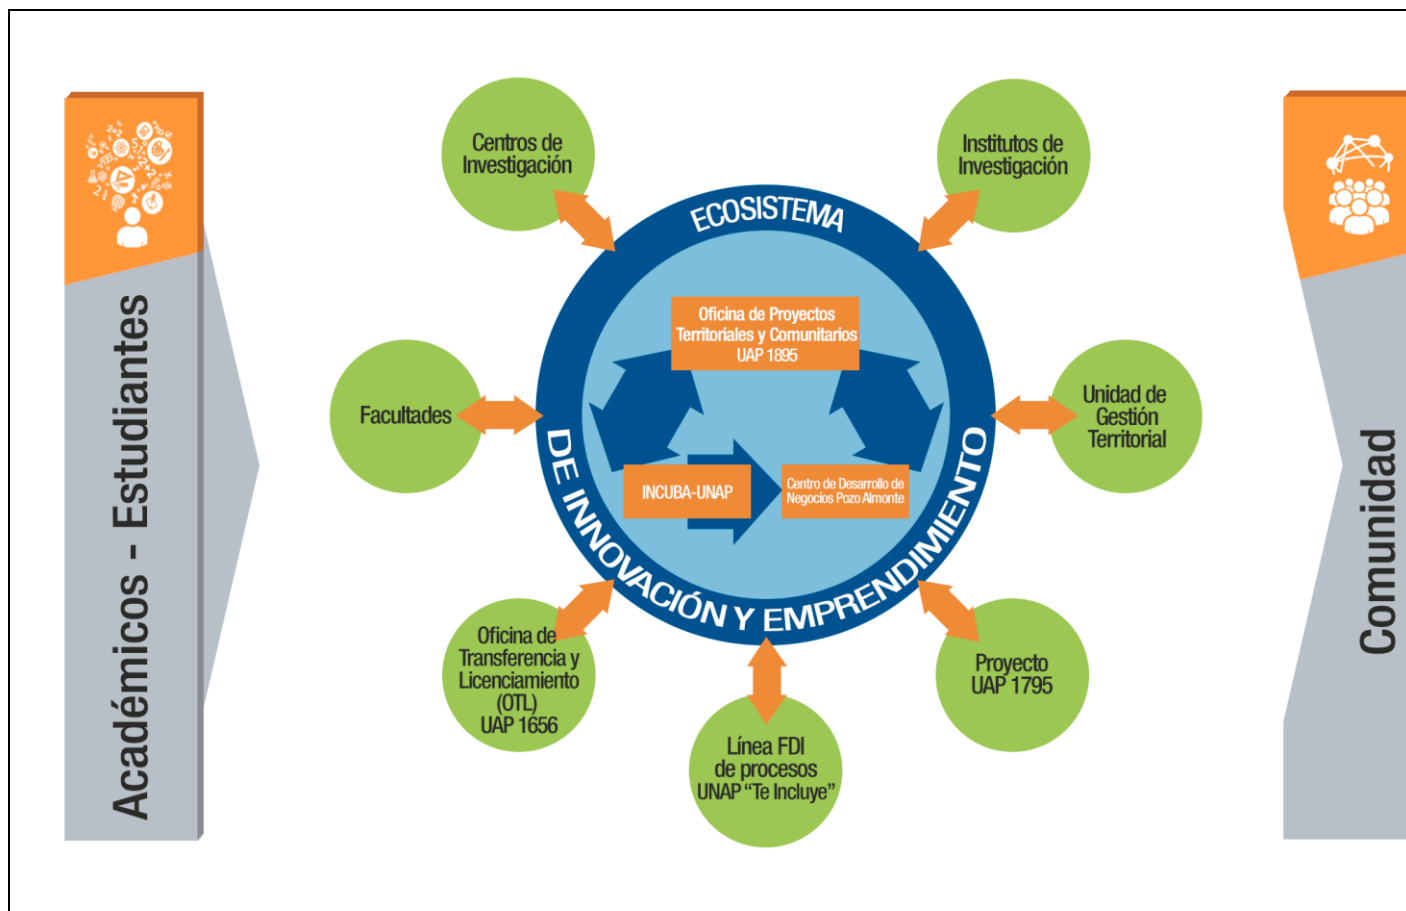 Académicos - Estudiantes
Centros de
Investigación
Institutos de
Investigación
ECOSISTEMA
DE INNOVACIÓN Y EMPRENDIMIENTO
Oficina de Proyectos
Territoriales y Comunitarios
UAP 1895
INCUBA-UNAP
Centro de Desarrollo de
Negocios Pozo Almonte
Facultades
Unidad de
Gestión
Territorial
Oficina de
Transferencia y
Licenciamiento
(OTL)
UAP 1656
Línea FDI
de procesos
UNAP “Te Incluye”
Proyecto
UAP 1795
Comunidad